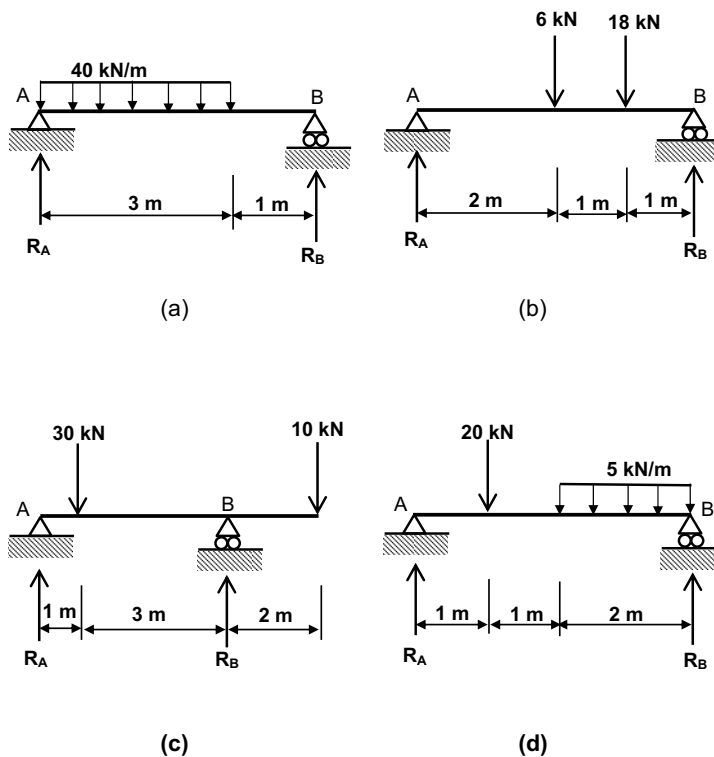 40 kN/m
A
B
3 m
1 m
R_A
R_B
(a)
6 kN
18 kN
A
B
2 m
1 m
1 m
R_A
R_B
(b)
30 kN
10 kN
A
B
1 m
3 m
2 m
R_A
R_B
(c)
20 kN
5 kN/m
A
B
1 m
1 m
2 m
R_A
R_B
(d)